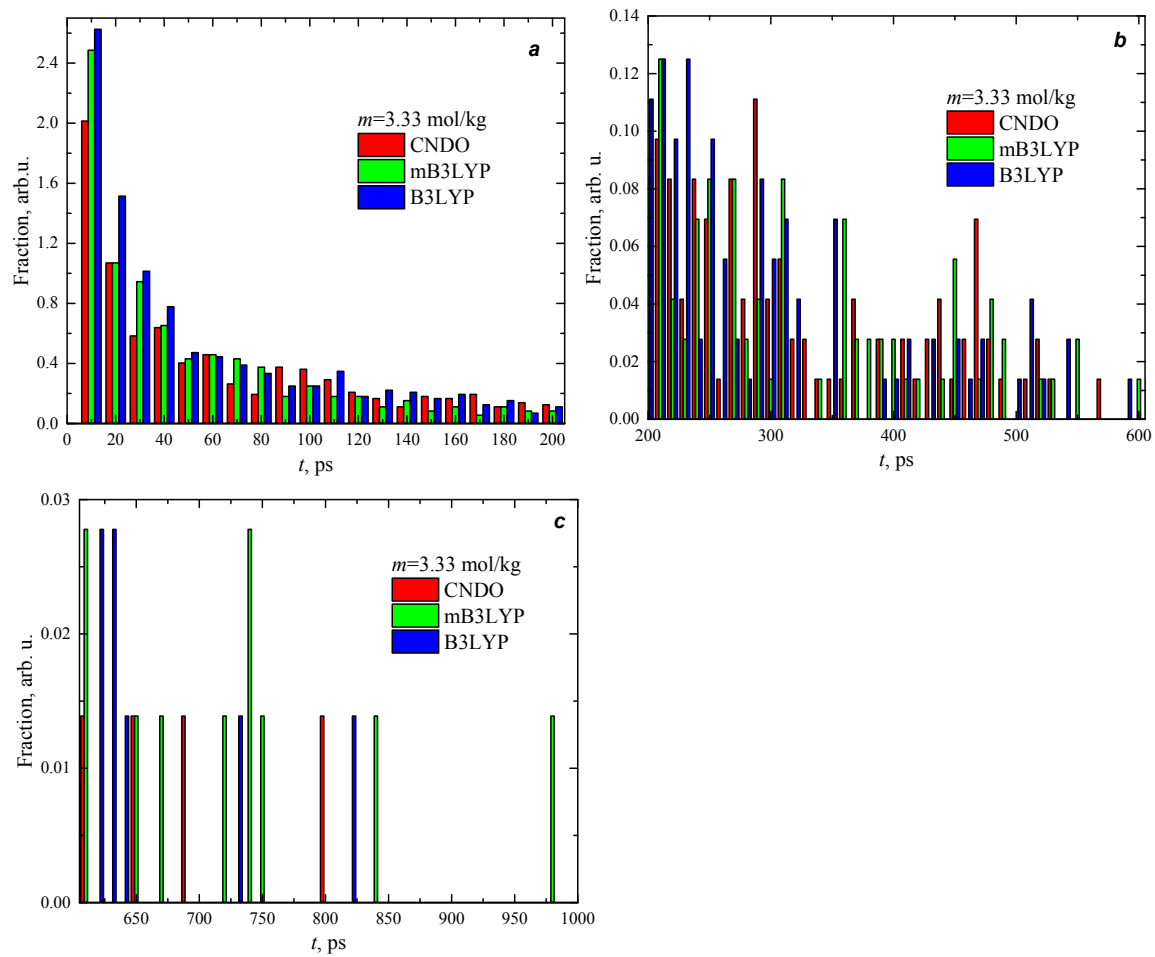 a
2.4
2.0
1.6
1.2
0.8
0.4
0.0
Fraction, arb.u.
m=3.33 mol/kg
CNDO
mB3LYP
B3LYP
0 20 40 60 80 100 120 140 160 180 200
t, ps
b
0.14
0.12
0.10
0.08
0.06
0.04
0.02
0.00
Fraction, arb. u.
m=3.33 mol/kg
CNDO
mB3LYP
B3LYP
200 300 400 500 600
t, ps
c
0.03
0.02
0.01
0.00
Fraction, arb. u.
m=3.33 mol/kg
CNDO
mB3LYP
B3LYP
650 700 750 800 850 900 950 1000
t, ps